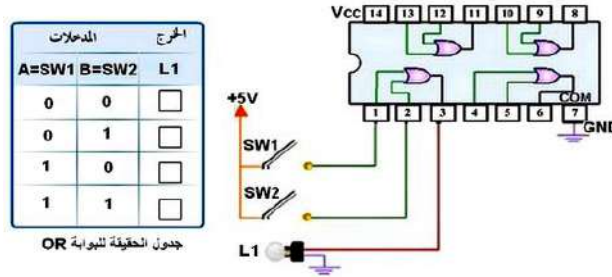 المدخلات الخرج
A=SW1 B=SW2 L1
0 0
0 1
1 0
1 1
جدول الحقيقة للبوابة OR
Vcc 14 13 12 11 10 9 8
COM
1 2 3 4 5 6 7
GND
+5V
SW1
SW2
L1